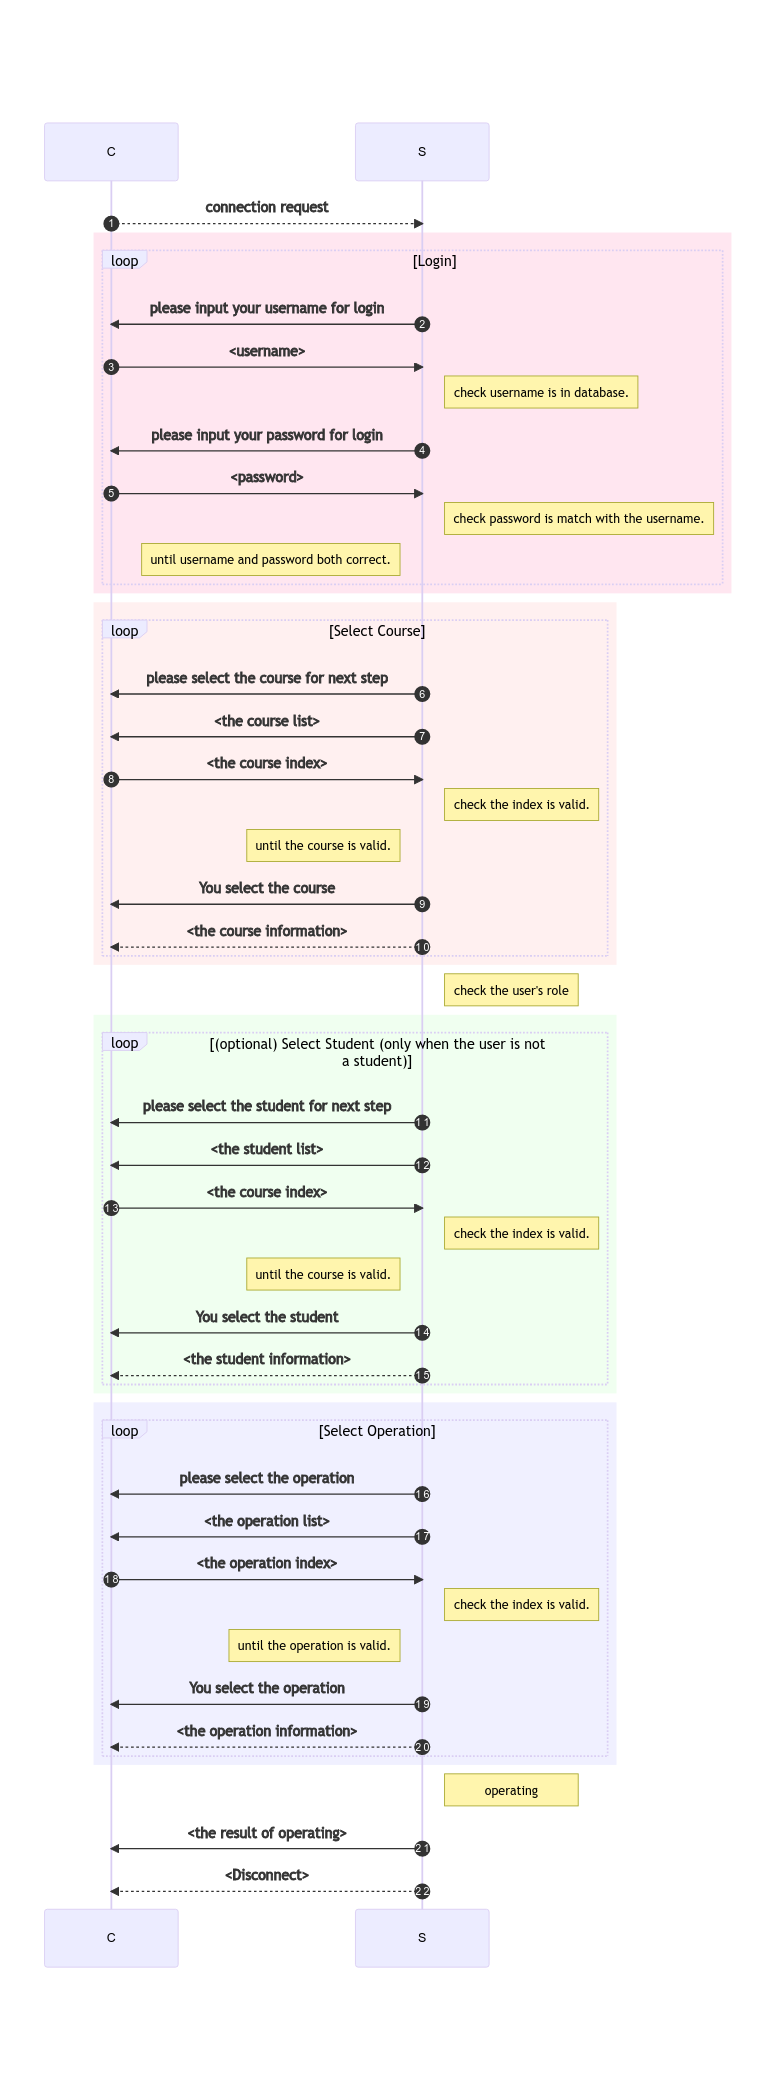 C
S
connection request
1
loop
[Login]
please input your username for login
2
<username>
3
check username is in database.
please input your password for login
4
<password>
5
check password is match with the username.
until username and password both correct.
loop
[Select Course]
please select the course for next step
6
<the course list>
7
<the course index>
8
check the index is valid.
until the course is valid.
You select the course
9
<the course information>
10
check the user's role
loop
[(optional) Select Student (only when the user is not
a student)]
please select the student for next step
11
<the student list>
12
<the course index>
13
check the index is valid.
until the course is valid.
You select the student
14
<the student information>
15
loop
[Select Operation]
please select the operation
16
<the operation list>
17
<the operation index>
18
check the index is valid.
until the operation is valid.
You select the operation
19
<the operation information>
20
operating
<the result of operating>
21
<Disconnect>
22
C
S